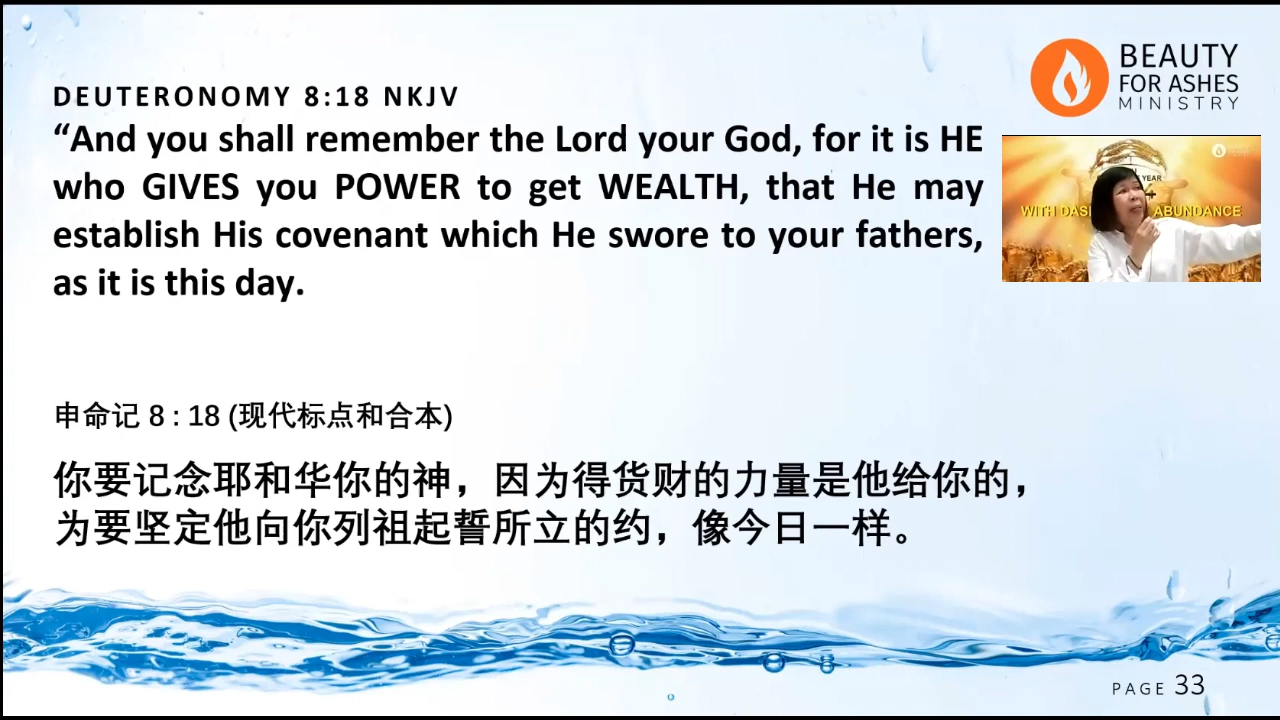 DEUTERONOMY 8:18 NKJV
“And you shall remember the Lord your God, for it is HE
who GIVES you POWER to get WEALTH, that He may
establish His covenant which He swore to your fathers,
as it is this day.
BEAUTY
FOR ASHES
MINISTRY
YEAR
ABUNDANCE
申命记 8 : 18 (现代标点和合本)
你要记念耶和华你的神，因为得货财的力量是他给你的，
为要坚定他向你列祖起誓所立的约，像今日一样。
PAGE 33